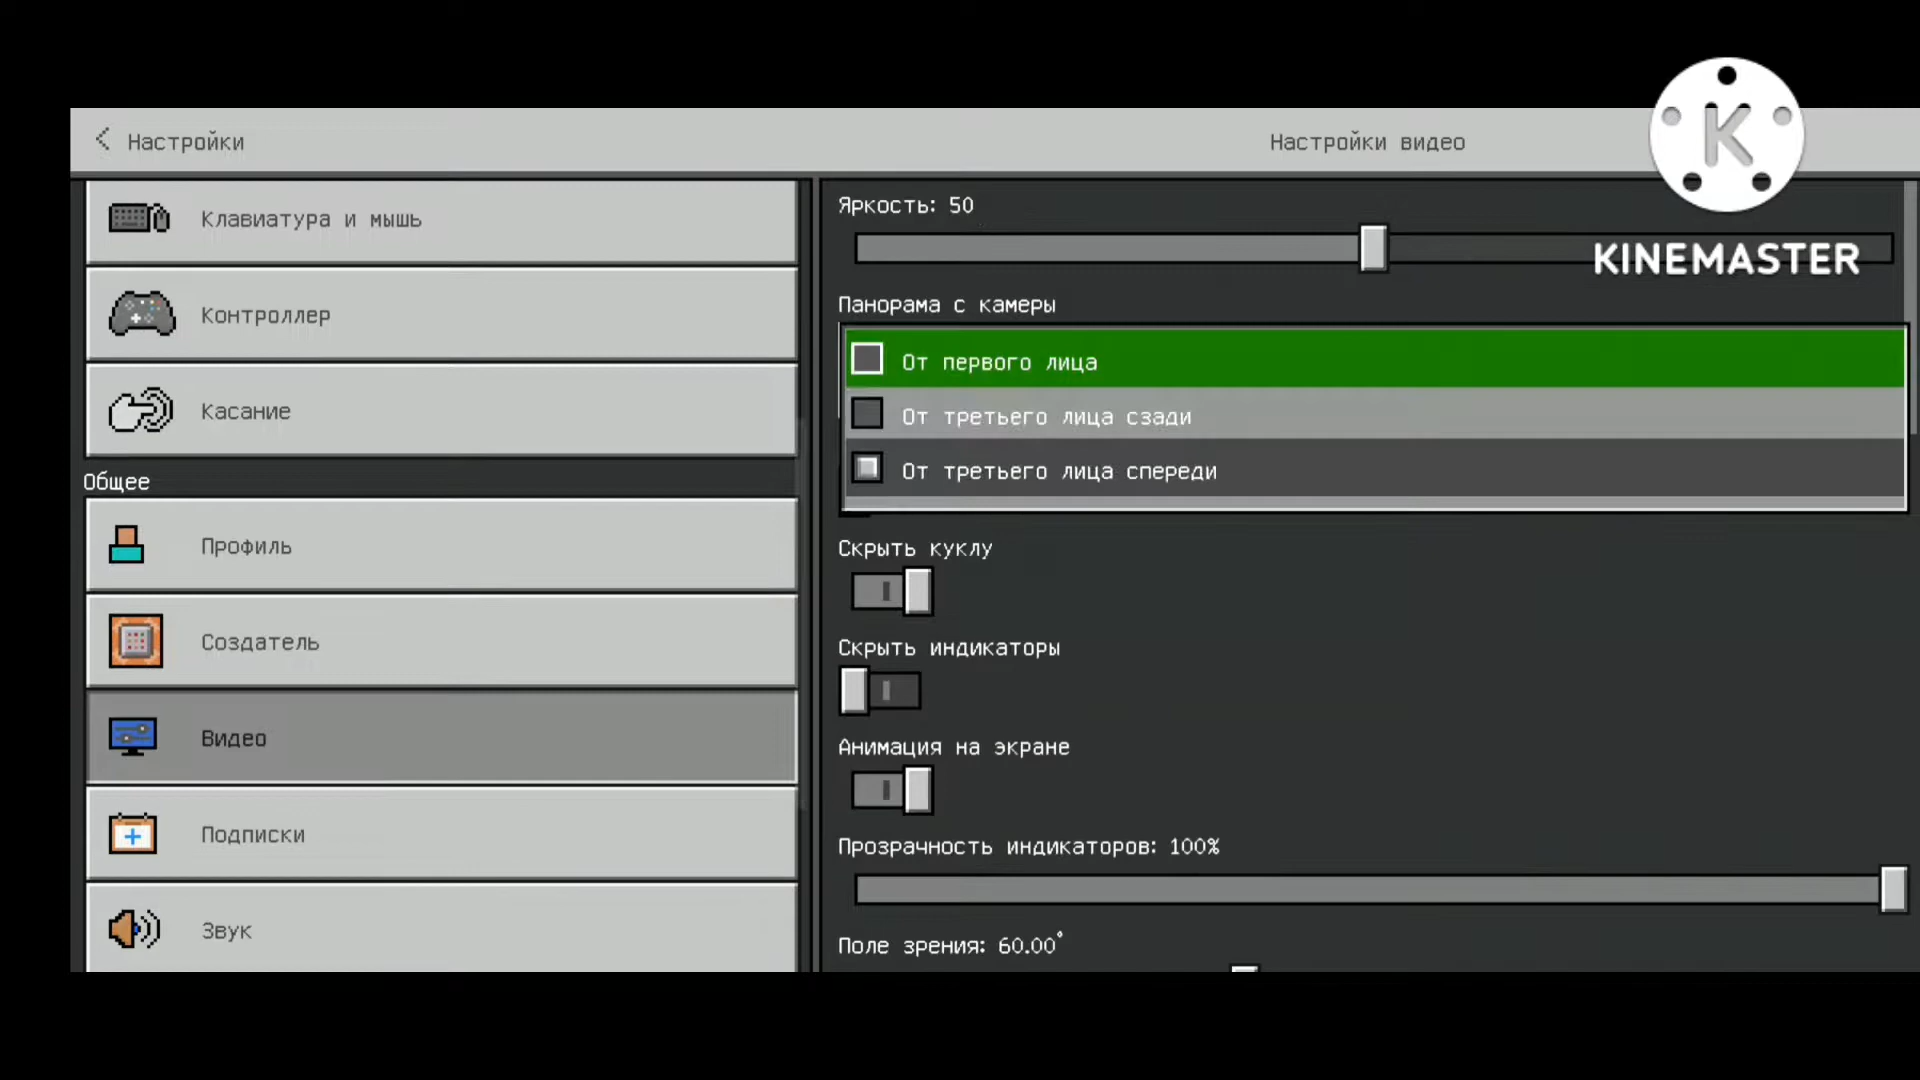 Настройки
Настройки видео
K
KINEMASTER
Клавиатура и мышь
Контроллер
Касание
Общее
Профиль
Создатель
Видео
Подписки
Звук
Яркость: 50
Панорама с камеры
От первого лица
От третьего лица сзади
От третьего лица спереди
Скрыть куклу
Скрыть индикаторы
Анимация на экране
Прозрачность индикаторов: 100%
Поле зрения: 60.00°